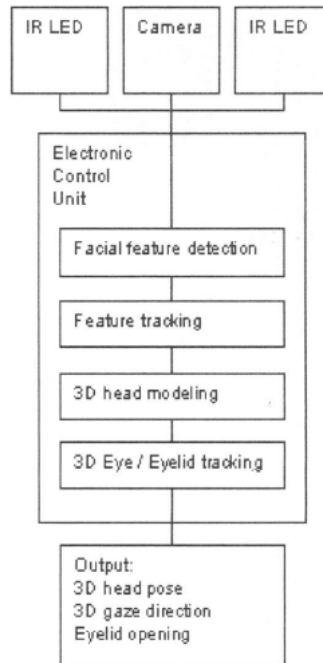 IR LED
Camera
IR LED
Electronic
Control
Unit
Facial feature detection
Feature tracking
3D head modeling
3D Eye / Eyelid tracking
Output:
3D head pose
3D gaze direction
Eyelid opening